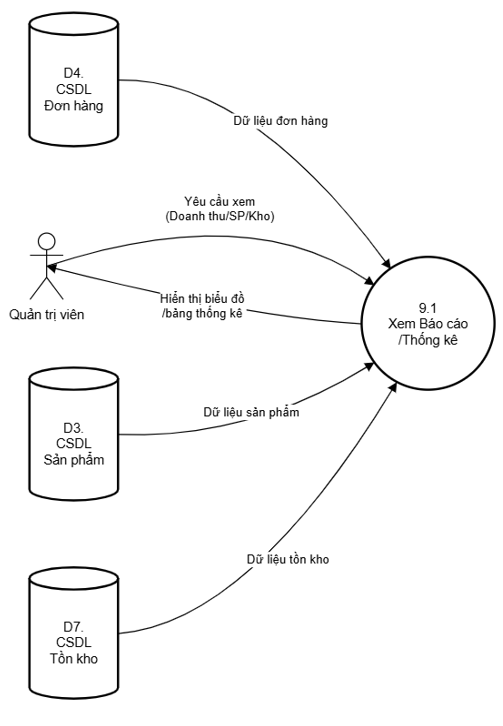 D4.
CSDL
Đơn hàng
Dữ liệu đơn hàng
Yêu cầu xem
(Doanh thu/SP/Kho)
Quản trị viên
Hiển thị biểu đồ
/bảng thống kê
9.1
Xem Báo cáo
/Thống kê
D3.
CSDL
Sản phẩm
Dữ liệu sản phẩm
Dữ liệu tồn kho
D7.
CSDL
Tồn kho